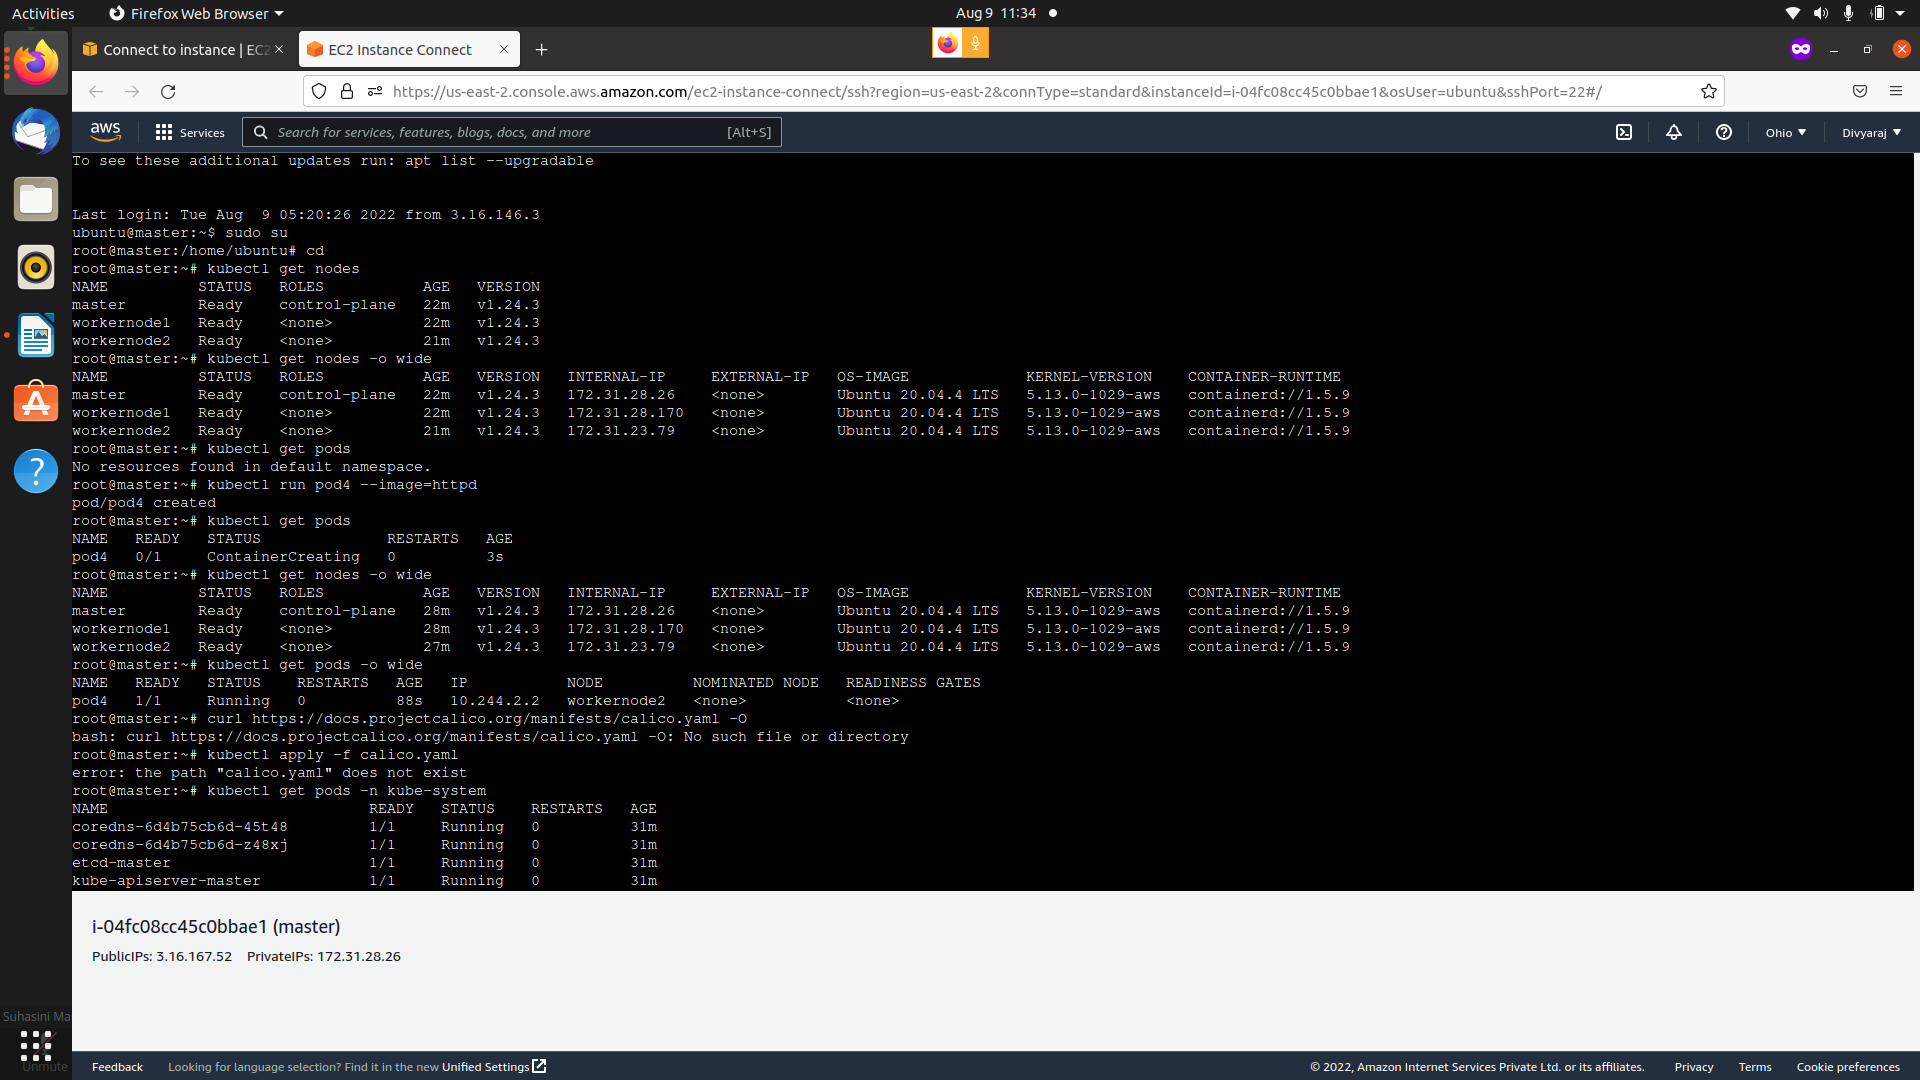 Activities
Firefox Web Browser
Aug 9 11:34
Connect to instance | EC2
EC2 Instance Connect
https://us-east-2.console.aws.amazon.com/ec2-instance-connect/ssh?region=us-east-2&connType=standard&instanceId=i-04fc08cc45c0bbae1&osUser=ubuntu&sshPort=22#/
aws
Services
Search for services, features, blogs, docs, and more
[Alt+S]
Ohio
Divyaraj
To see these additional updates run: apt list --upgradable
Last login: Tue Aug  9 05:20:26 2022 from 3.16.146.3
ubuntu@master:~$ sudo su
root@master:/home/ubuntu# cd
root@master:~# kubectl get nodes
NAME          STATUS   ROLES           AGE   VERSION
master        Ready    control-plane   22m   v1.24.3
workernode1   Ready    <none>          22m   v1.24.3
workernode2   Ready    <none>          21m   v1.24.3
root@master:~# kubectl get nodes -o wide
NAME          STATUS   ROLES           AGE   VERSION   INTERNAL-IP     EXTERNAL-IP   OS-IMAGE             KERNEL-VERSION    CONTAINER-RUNTIME
master        Ready    control-plane   22m   v1.24.3   172.31.28.26    <none>        Ubuntu 20.04.4 LTS   5.13.0-1029-aws   containerd://1.5.9
workernode1   Ready    <none>          22m   v1.24.3   172.31.28.170   <none>        Ubuntu 20.04.4 LTS   5.13.0-1029-aws   containerd://1.5.9
workernode2   Ready    <none>          21m   v1.24.3   172.31.23.79    <none>        Ubuntu 20.04.4 LTS   5.13.0-1029-aws   containerd://1.5.9
root@master:~# kubectl get pods
No resources found in default namespace.
root@master:~# kubectl run pod4 --image=httpd
pod/pod4 created
root@master:~# kubectl get pods
NAME   READY   STATUS              RESTARTS   AGE
pod4   0/1     ContainerCreating   0          3s
root@master:~# kubectl get nodes -o wide
NAME          STATUS   ROLES           AGE   VERSION   INTERNAL-IP     EXTERNAL-IP   OS-IMAGE             KERNEL-VERSION    CONTAINER-RUNTIME
master        Ready    control-plane   28m   v1.24.3   172.31.28.26    <none>        Ubuntu 20.04.4 LTS   5.13.0-1029-aws   containerd://1.5.9
workernode1   Ready    <none>          28m   v1.24.3   172.31.28.170   <none>        Ubuntu 20.04.4 LTS   5.13.0-1029-aws   containerd://1.5.9
workernode2   Ready    <none>          27m   v1.24.3   172.31.23.79    <none>        Ubuntu 20.04.4 LTS   5.13.0-1029-aws   containerd://1.5.9
root@master:~# kubectl get pods -o wide
NAME   READY   STATUS    RESTARTS   AGE   IP           NODE          NOMINATED NODE   READINESS GATES
pod4   1/1     Running   0          88s   10.244.2.2   workernode2   <none>           <none>
root@master:~# curl https://docs.projectcalico.org/manifests/calico.yaml -O
bash: curl https://docs.projectcalico.org/manifests/calico.yaml -O: No such file or directory
root@master:~# kubectl apply -f calico.yaml
error: the path "calico.yaml" does not exist
root@master:~# kubectl get pods -n kube-system
NAME                             READY   STATUS    RESTARTS   AGE
coredns-6d4b75cb6d-45t48         1/1     Running   0          31m
coredns-6d4b75cb6d-z48xj         1/1     Running   0          31m
etcd-master                      1/1     Running   0          31m
kube-apiserver-master            1/1     Running   0          31m
i-04fc08cc45c0bbae1 (master)
PublicIPs: 3.16.167.52    PrivateIPs: 172.31.28.26
Suhasini Ma
Unmute
Feedback
Looking for language selection? Find it in the new Unified Settings
© 2022, Amazon Internet Services Private Ltd. or its affiliates.
Privacy
Terms
Cookie preferences